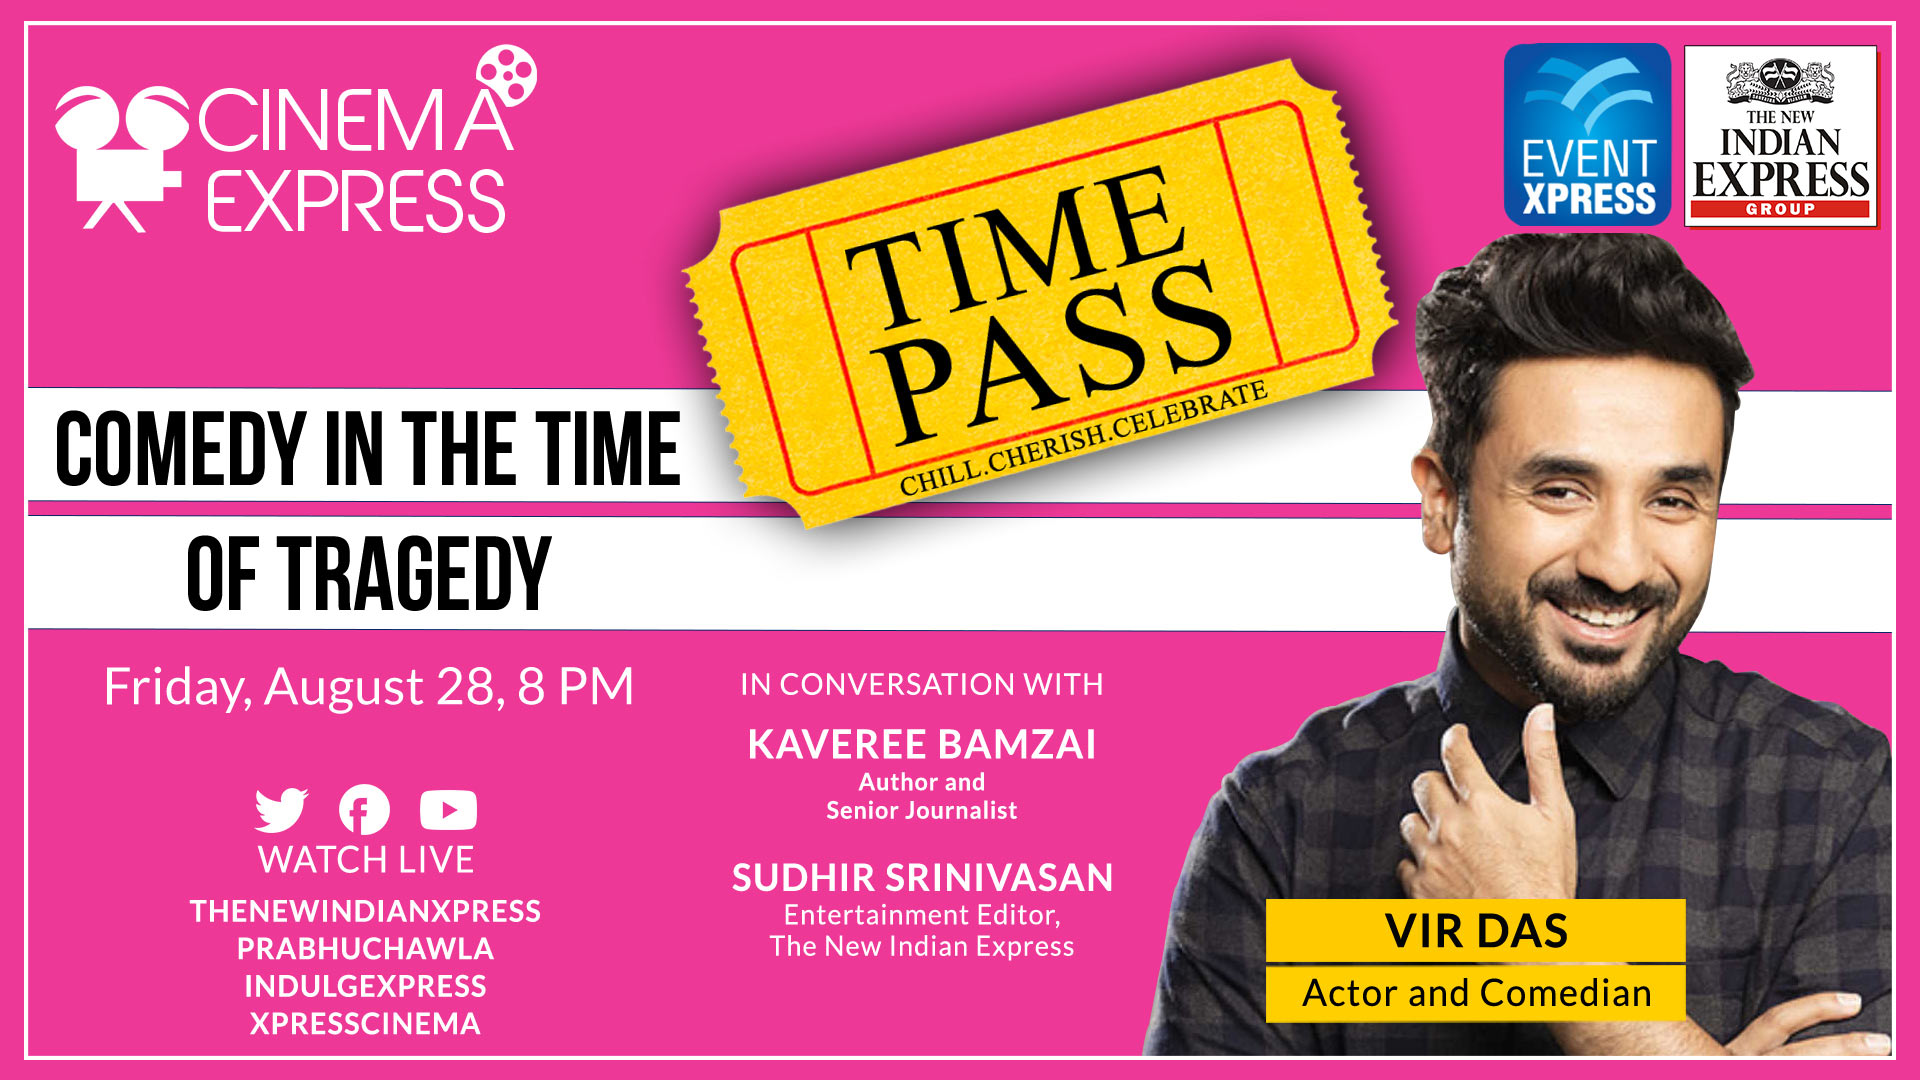 CINEMA
EXPRESS
TIME
PASS
CHILL.CHERISH.CELEBRATE
EVENT
XPRESS
THE NEW
INDIAN
EXPRESS
GROUP
COMEDY IN THE TIME
OF TRAGEDY
Friday, August 28, 8 PM
WATCH LIVE
THENEWINDIANXPRESS
PRABHUCHAWLA
INDULGEXPRESS
XPRESSCINEMA
IN CONVERSATION WITH
KAVEREE BAMZAI
Author and
Senior Journalist
SUDHIR SRINIVASAN
Entertainment Editor,
The New Indian Express
VIR DAS
Actor and Comedian